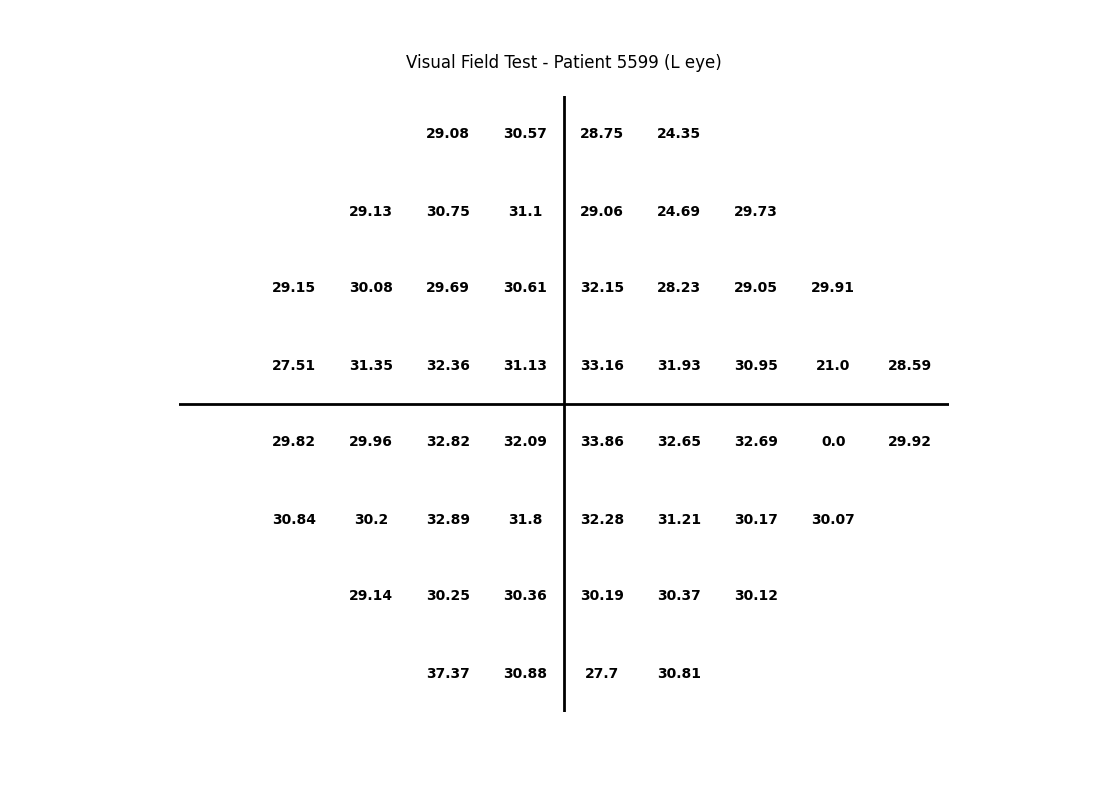 Visual Field Test - Patient 5599 (L eye)
29.08 30.57 28.75 24.35
29.13 30.75 31.1 29.06 24.69 29.73
29.15 30.08 29.69 30.61 32.15 28.23 29.05 29.91
27.51 31.35 32.36 31.13 33.16 31.93 30.95 21.0 28.59
29.82 29.96 32.82 32.09 33.86 32.65 32.69 0.0 29.92
30.84 30.2 32.89 31.8 32.28 31.21 30.17 30.07
29.14 30.25 30.36 30.19 30.37 30.12
37.37 30.88 27.7 30.81